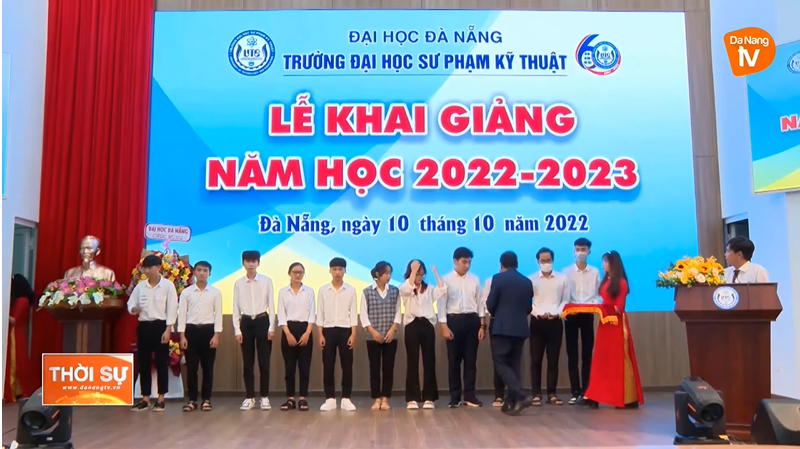 ĐẠI HỌC ĐÀ NẴNG
TRƯỜNG ĐẠI HỌC SƯ PHẠM KỸ THUẬT
LỄ KHAI GIẢNG
NĂM HỌC 2022-2023
Đà Nẵng, ngày 10 tháng 10 năm 2022
Da Nang
TV
ĐẠI HỌC ĐÀ NẴNG
THỜI SỰ
www.danangtv.vn